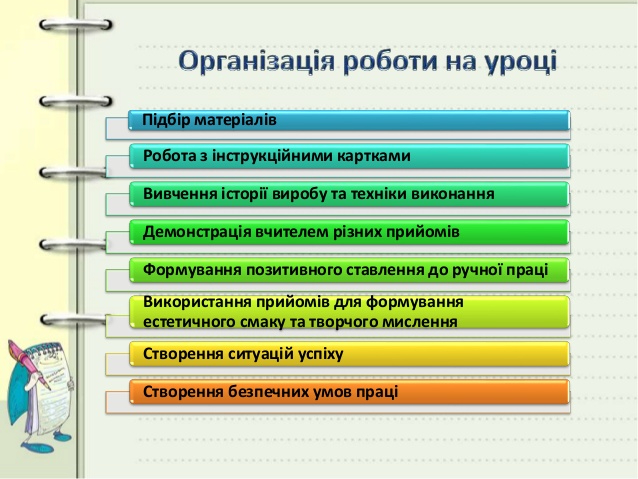 Організація роботи на уроці
Підбір матеріалів
Робота з інструкційними картками
Вивчення історії виробу та техніки виконання
Демонстрація вчителем різних прийомів
Формування позитивного ставлення до ручної праці
Використання прийомів для формування
естетичного смаку та творчого мислення
Створення ситуацій успіху
Створення безпечних умов праці